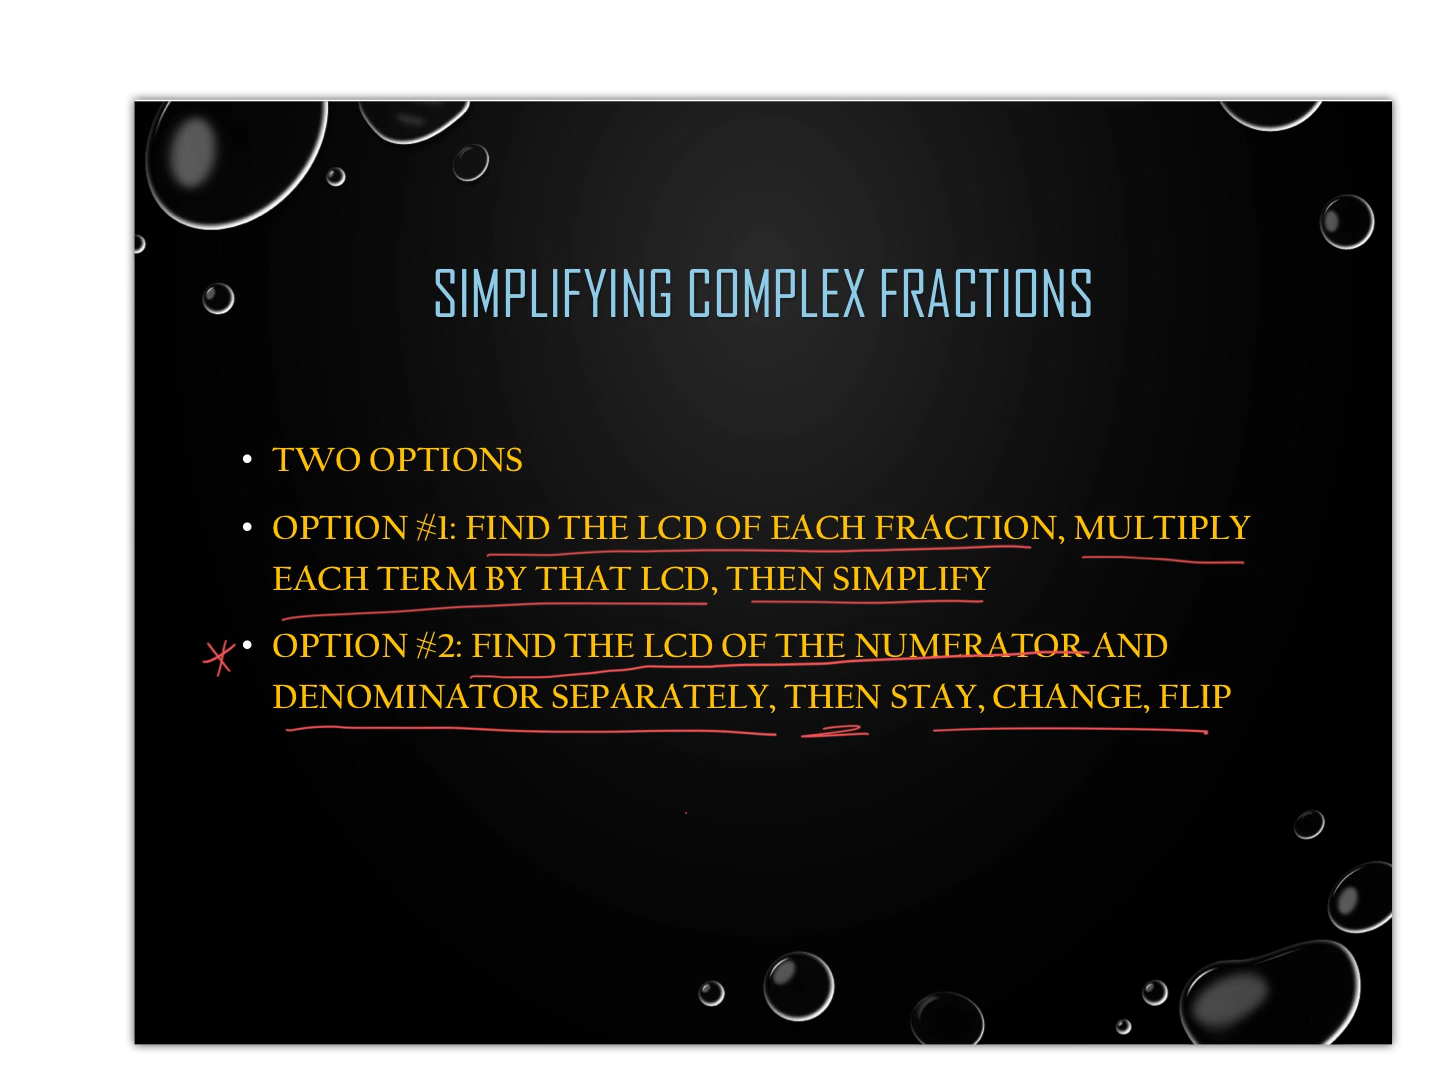 SIMPLIFYING COMPLEX FRACTIONS
• TWO OPTIONS
• OPTION #1: FIND THE LCD OF EACH FRACTION, MULTIPLY
EACH TERM BY THAT LCD, THEN SIMPLIFY
• OPTION #2: FIND THE LCD OF THE NUMERATOR AND
DENOMINATOR SEPARATELY, THEN STAY, CHANGE, FLIP